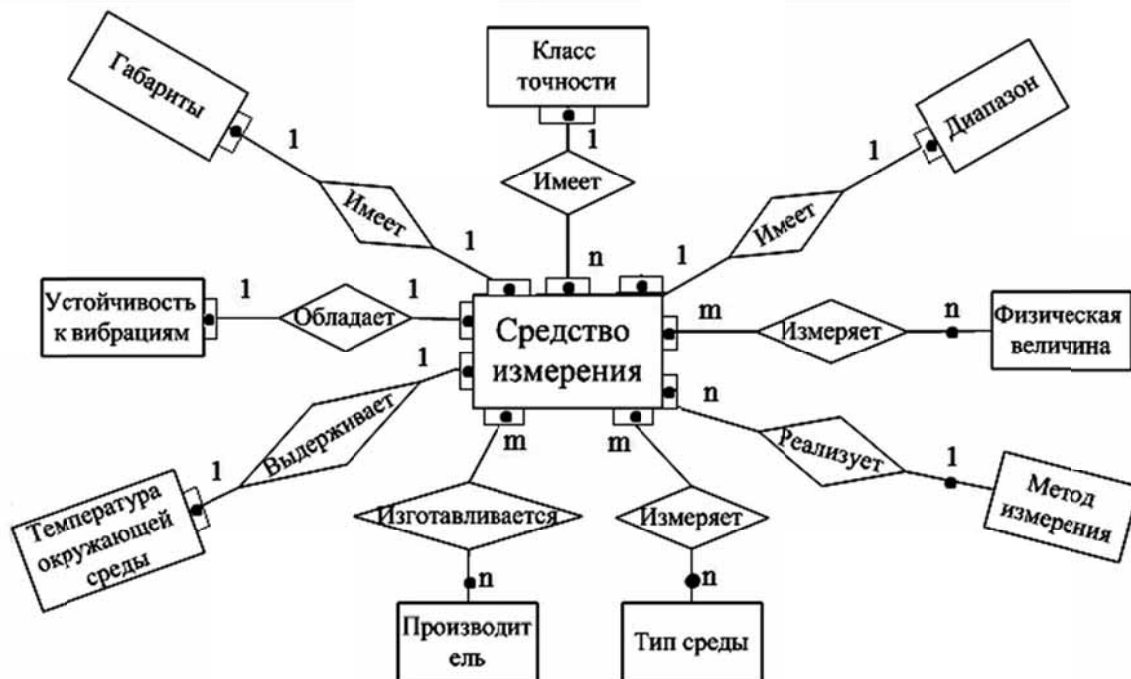 Габариты
Класс
точности
Диапазон
1
1
1
Имеет
Имеет
Имеет
1
n
1
Устойчивость
к вибрациям
1
Обладает
1
Средство
измерения
m
Измеряет
n
Физическая
величина
1
Выдерживает
1
Температура
окружающей
среды
n
Реализует
1
Метод
измерения
m
m
Изготавливается
Измеряет
n
n
Производит
ель
Тип среды